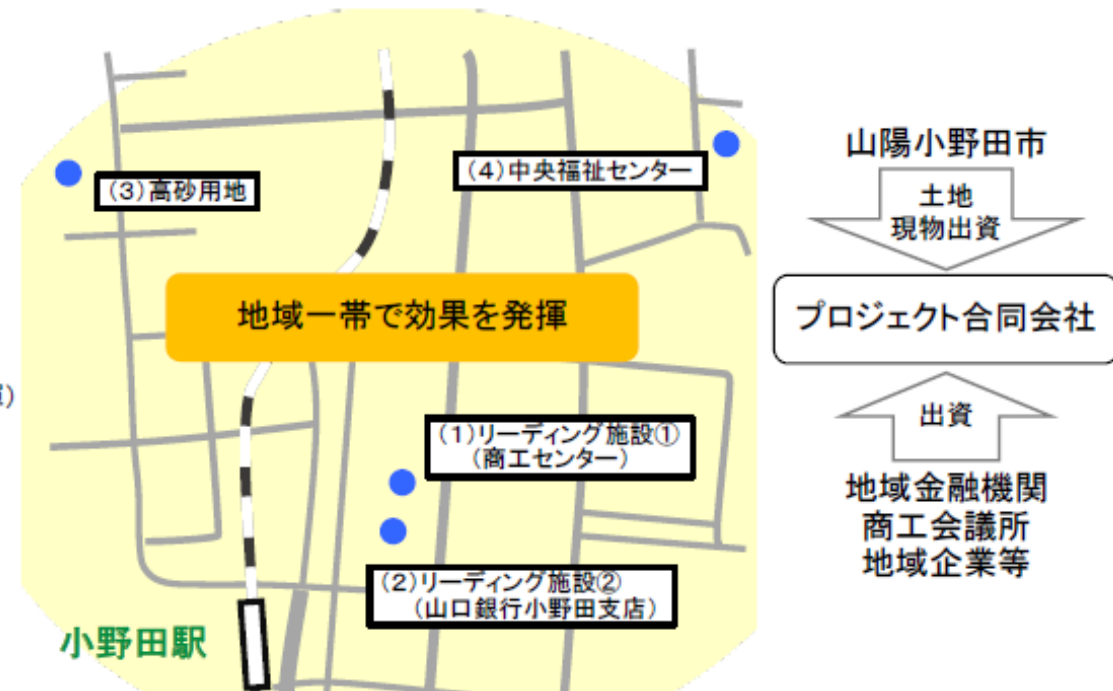 (3)高砂用地
(4)中央福祉センター
地域一帯で効果を発揮
(1)リーディング施設①
(商工センター)
(2)リーディング施設②
(山口銀行小野田支店)
小野田駅
山陽小野田市
土地
現物出資
プロジェクト合同会社
出資
地域金融機関
商工会議所
地域企業等